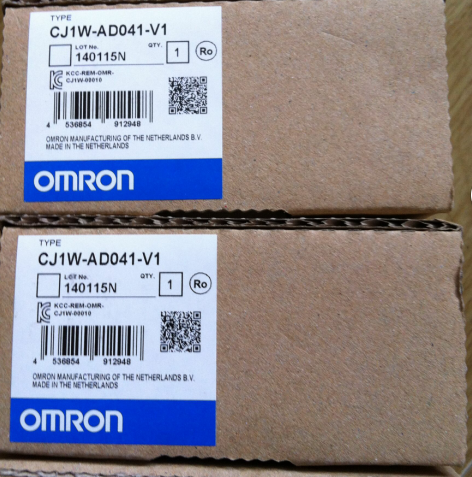 TYPE
CJ1W-AD041-V1
LOT No. QTY.
140115N 1 Ro
KCC-REM-OMR-
CJ1W-00010
4 536854 912948
OMRON MANUFACTURING OF THE NETHERLANDS B.V.
MADE IN THE NETHERLANDS
OMRON
TYPE
CJ1W-AD041-V1
LOT No. QTY.
140115N 1 Ro
KCC-REM-OMR-
CJ1W-00010
4 536854 912948
OMRON MANUFACTURING OF THE NETHERLANDS B.V.
MADE IN THE NETHERLANDS
OMRON